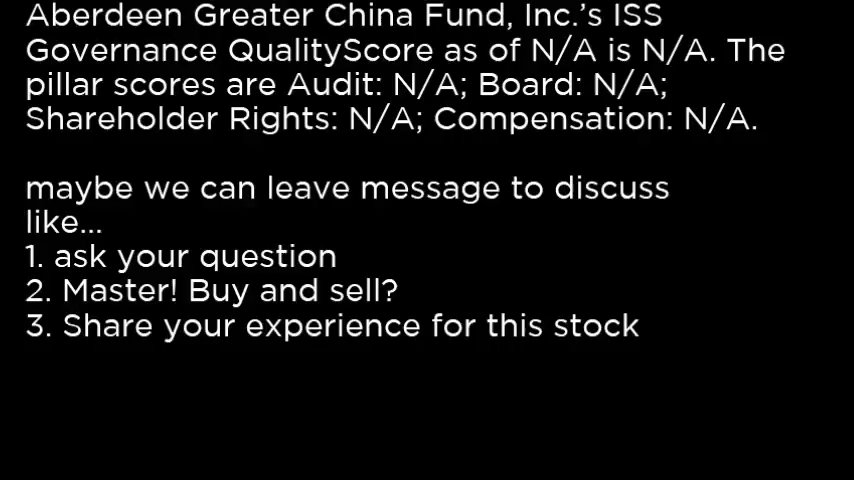 Aberdeen Greater China Fund, Inc.’s ISS
Governance QualityScore as of N/A is N/A. The
pillar scores are Audit: N/A; Board: N/A;
Shareholder Rights: N/A; Compensation: N/A.
maybe we can leave message to discuss
like...
1. ask your question
2. Master! Buy and sell?
3. Share your experience for this stock